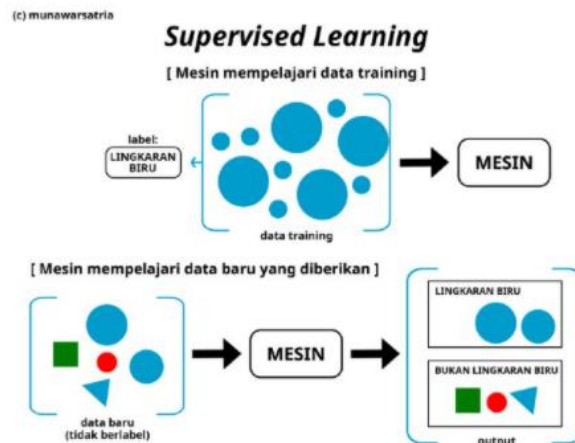 (c) munawarsatria
Supervised Learning
[ Mesin mempelajari data training ]
label:
LINGKARAN
BIRU
MESIN
data training
[ Mesin mempelajari data baru yang diberikan ]
LINGKARAN BIRU
MESIN
BUKAN LINGKARAN BIRU
data baru
(tidak berlabel)
output